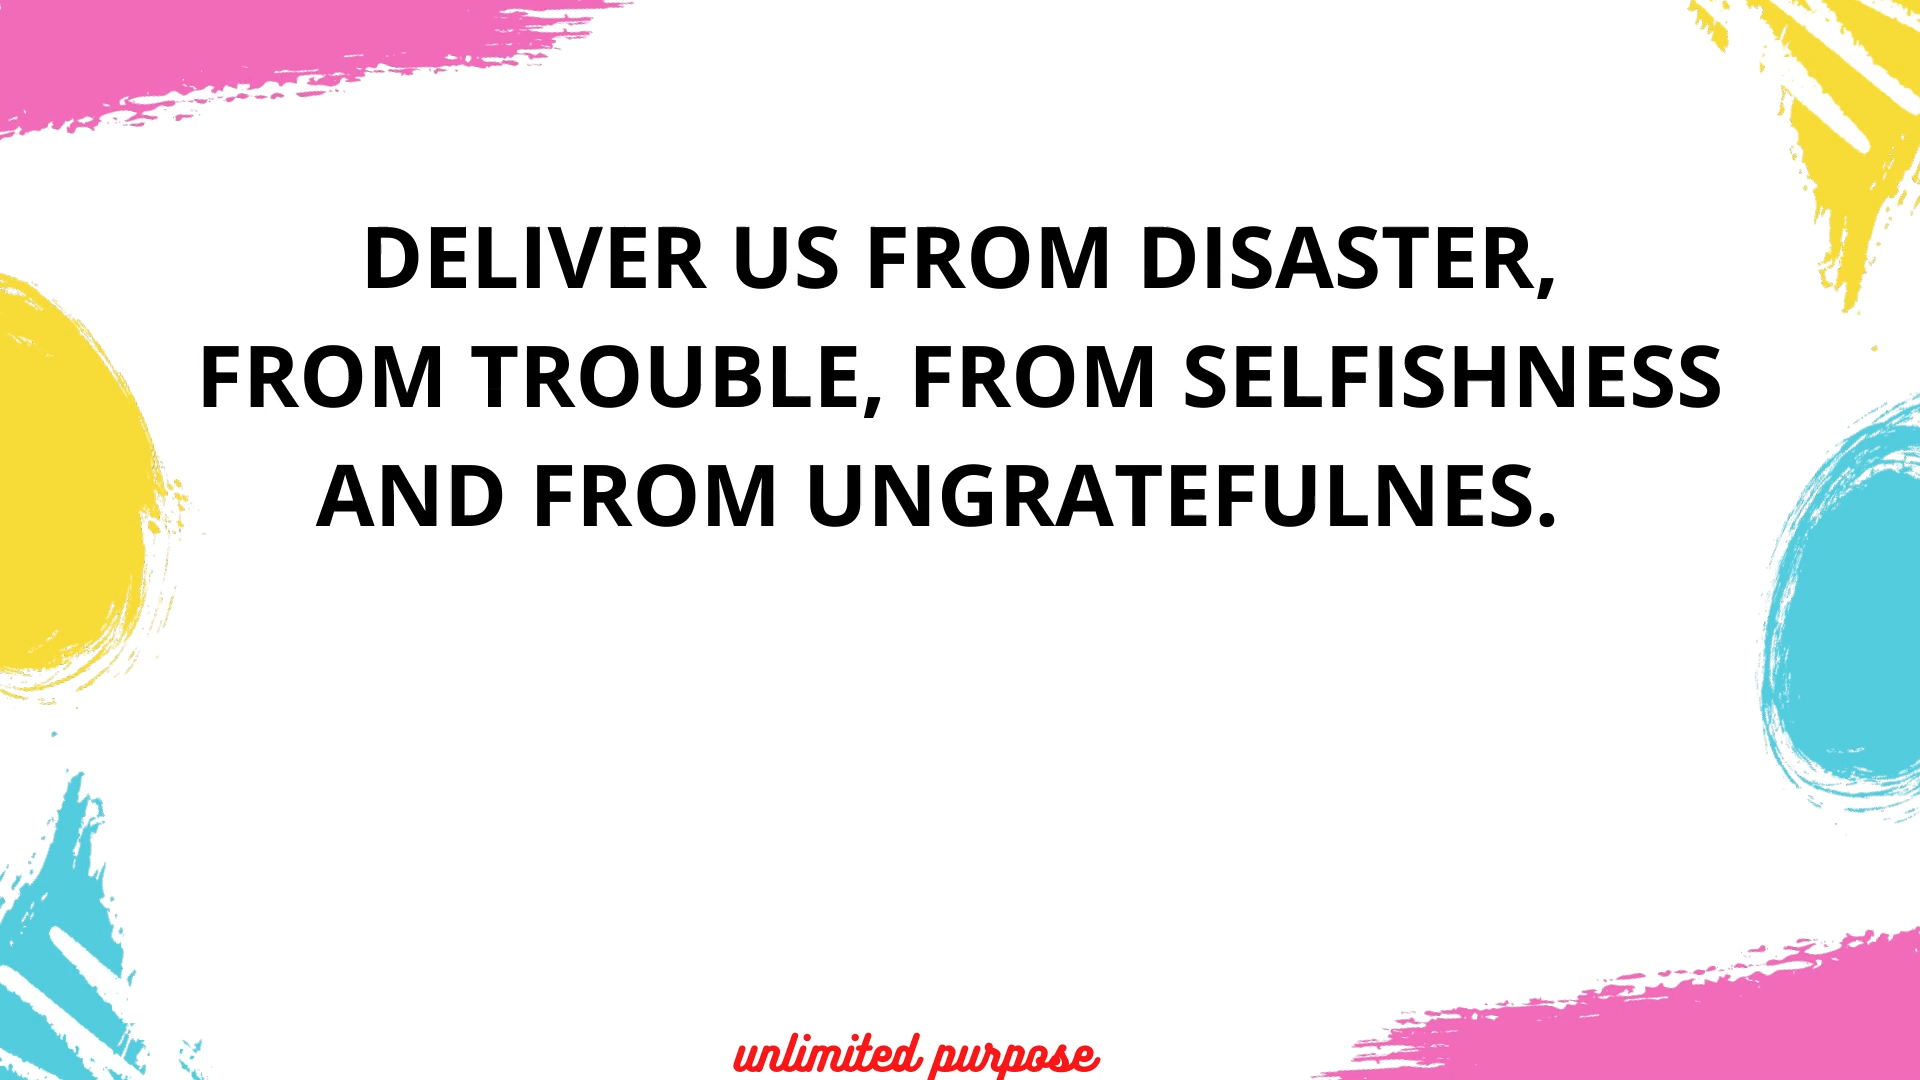 DELIVER US FROM DISASTER,
FROM TROUBLE, FROM SELFISHNESS
AND FROM UNGRATEFULNES.
unlimited purpose